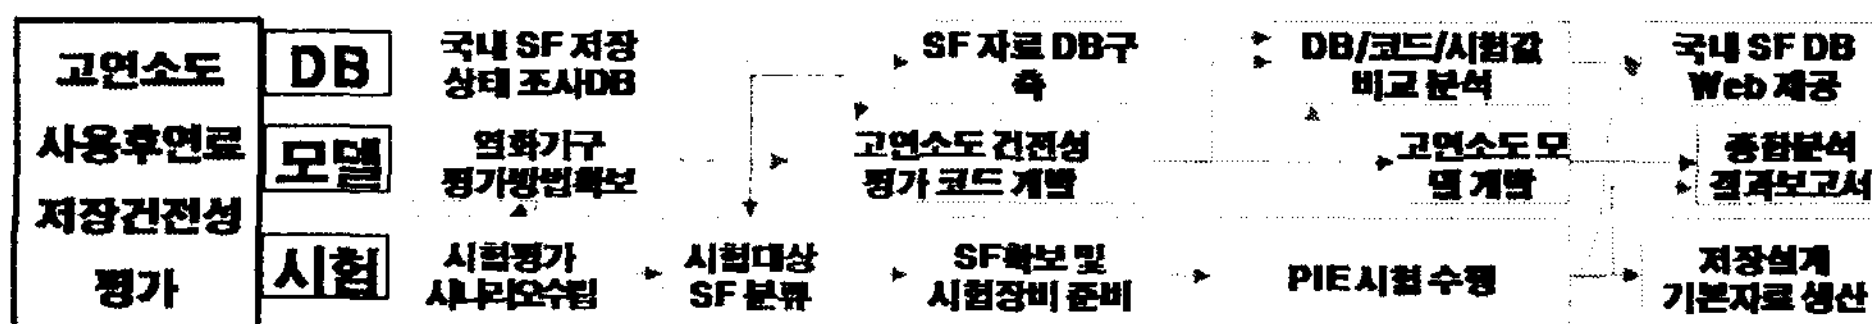 고연소도
사용후연료
저장건전성
평가
DB
국내 SF 저장
상태 조사DB
SF 자료 DB구
축
DB/코드/시험값
비교 분석
국내 SF DB
Web 제공
모델
열화기구
평가방법확보
고연소도 건전성
평가 코드 개발
고연소도 모
델 개발
종합분석
결과보고서
시험
시험평가
시나리오수립
시험대상
SF 분류
SF확보 및
시험장비 준비
PIE 시험 수행
저장설계
기본자료 생산